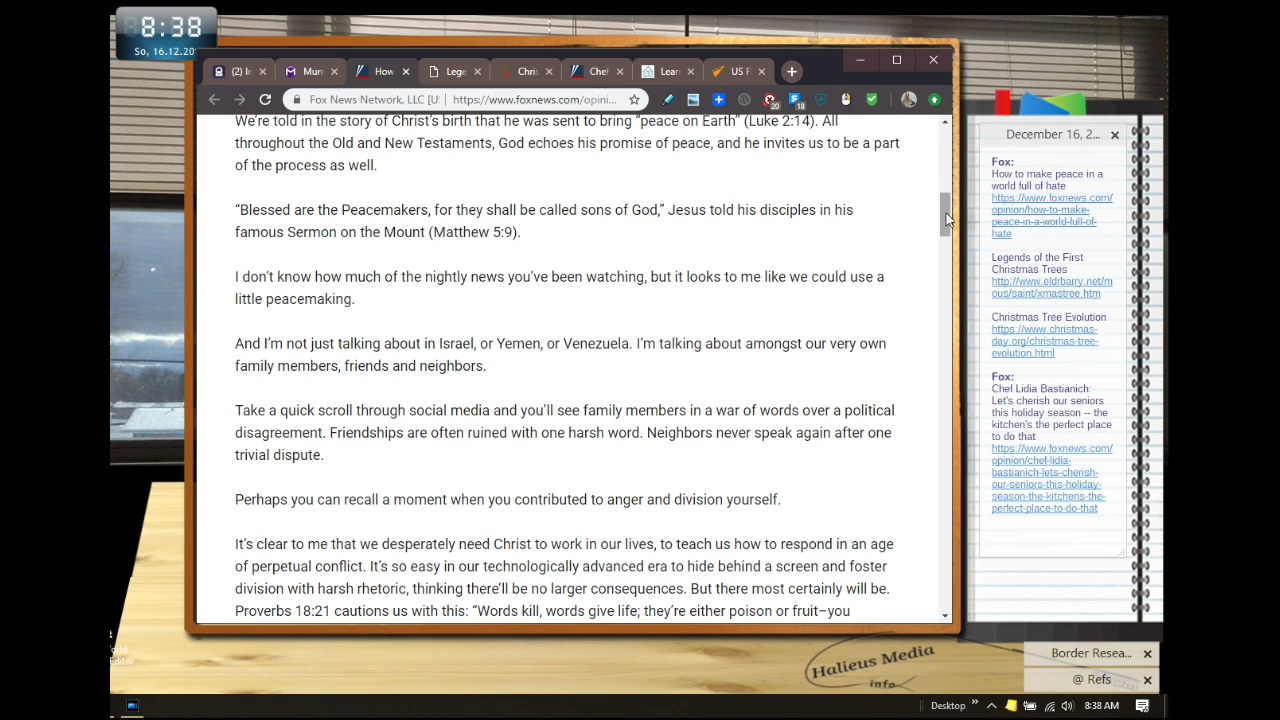 8:38
So, 16.12.20
(2) Ir
Mun
How
Lege
Chris
Chef
Lear
US F
Fox News Network, LLC [U:
https://www.foxnews.com/opini...
20
18
We're told in the story of Christ's birth that he was sent to bring “peace on Earth” (Luke 2:14). All
throughout the Old and New Testaments, God echoes his promise of peace, and he invites us to be a part
of the process as well.
“Blessed are the Peacemakers, for they shall be called sons of God,” Jesus told his disciples in his
famous Sermon on the Mount (Matthew 5:9).
I don’t know how much of the nightly news you’ve been watching, but it looks to me like we could use a
little peacemaking.
And I’m not just talking about in Israel, or Yemen, or Venezuela. I’m talking about amongst our very own
family members, friends and neighbors.
Take a quick scroll through social media and you’ll see family members in a war of words over a political
disagreement. Friendships are often ruined with one harsh word. Neighbors never speak again after one
trivial dispute.
Perhaps you can recall a moment when you contributed to anger and division yourself.
It’s clear to me that we desperately need Christ to work in our lives, to teach us how to respond in an age
of perpetual conflict. It’s so easy in our technologically advanced era to hide behind a screen and foster
division with harsh rhetoric, thinking there’ll be no larger consequences. But there most certainly will be.
Proverbs 18:21 cautions us with this: “Words kill, words give life; they’re either poison or fruit–you
December 16, 2...
Fox:
How to make peace in a
world full of hate
https://www.foxnews.com/
opinion/how-to-make-
peace-in-a-world-full-of-
hate
Legends of the First
Christmas Trees
http://www.eldrbarry.net/m
ous/saint/xmastree.htm
Christmas Tree Evolution
https://www.christmas-
day.org/christmas-tree-
evolution.html
Fox:
Chef Lidia Bastianich:
Let's cherish our seniors
this holiday season -- the
kitchen's the perfect place
to do that
https://www.foxnews.com/
opinion/chef-lidia-
bastianich-lets-cherish-
our-seniors-this-holiday-
season-the-kitchens-the-
perfect-place-to-do-that
Border Resea...
@ Refs
Halieus Media
info
orld
Editor
Desktop
8:38 AM